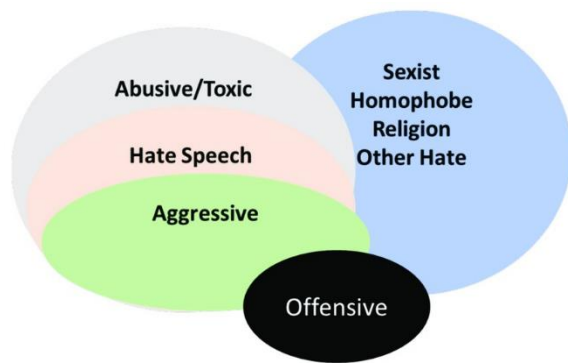 Abusive/Toxic
Hate Speech
Aggressive
Sexist
Homophobe
Religion
Other Hate
Offensive